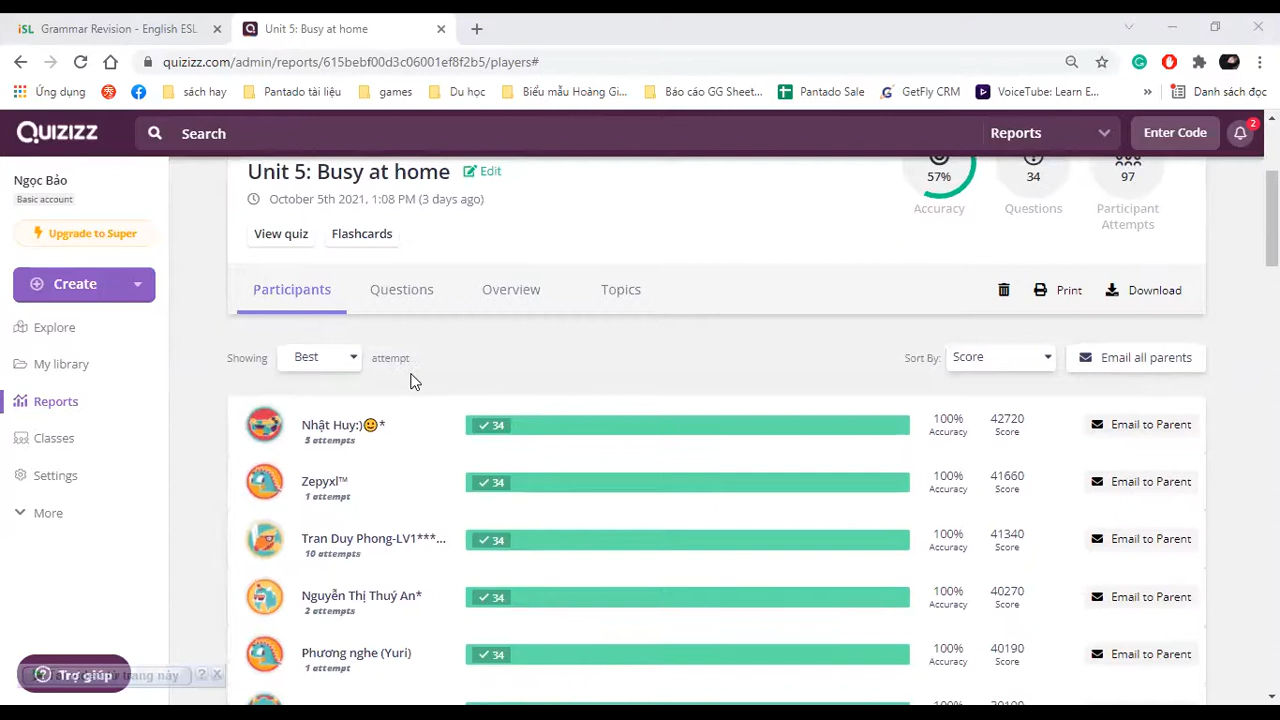 iSL Grammar Revision - English ESL
Unit 5: Busy at home
quizizz.com/admin/reports/615bebf00d3c06001ef8f0b5/player#
Ứng dụng
sách hay
Pantado tài liệu
games
Du học
Biểu mẫu Hoàng Gi...
Báo cáo GG Sheet...
Pantado Sale
GetFly CRM
VoiceTube: Learn E...
»
Danh sách đọc
QUIZIZZ
Search
Reports
Enter Code
2
Ngọc Bảo
Basic account
Upgrade to Super
Create
Explore
My library
Reports
Classes
Settings
More
Trợ giúp
trang này
?
Unit 5: Busy at home
Edit
October 5th 2021, 1:08 PM (3 days ago)
View quiz
Flashcards
57%
Accuracy
34
Questions
97
Participant
Attempts
Participants
Questions
Overview
Topics
Print
Download
Showing
Best
attempt
Sort By:
Score
Email all parents
Nhật Huy:)🙂*
5 attempts
34
100%
Accuracy
42720
Score
Email to Parent
Zepyxl™
1 attempt
34
100%
Accuracy
41660
Score
Email to Parent
Tran Duy Phong-LV1***...
10 attempts
34
100%
Accuracy
41340
Score
Email to Parent
Nguyễn Thị Thuý An*
2 attempts
34
100%
Accuracy
40270
Score
Email to Parent
Phương nghe (Yuri)
1 attempt
34
100%
Accuracy
40190
Score
Email to Parent